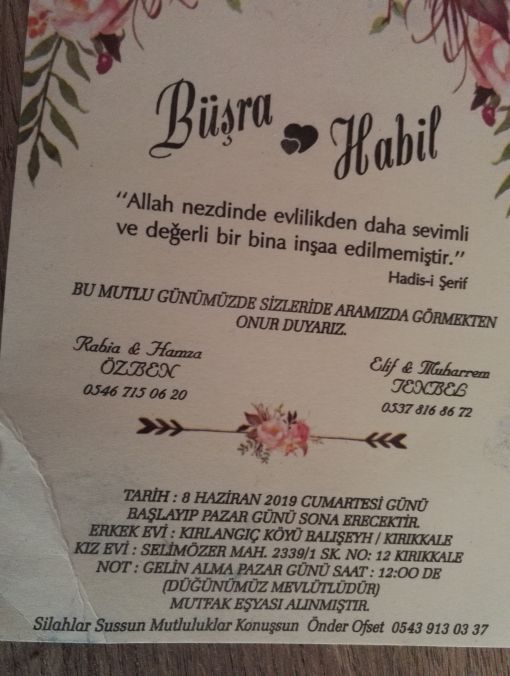 Büşra Habil
“Allah nezdinde evlilikden daha sevimli
ve değerli bir bina inşaa edilmemiştir.”
Hadis-i Şerif
BU MUTLU GÜNÜMÜZDE SİZLERİDE ARAMIZDA GÖRMEKTEN
ONUR DUYARIZ.
Rabia & Hamza
ÖZBEN
0546 715 06 20
Elif & Muharrem
TENBEL
0537 816 86 72
TARİH : 8 HAZİRAN 2019 CUMARTESİ GÜNÜ
BAŞLAYIP PAZAR GÜNÜ SONA ERECEKTİR.
ERKEK EVİ : KIRLANGIÇ KÖYÜ BALIŞEYH / KIRIKKALE
KIZ EVİ : SELİMÖZER MAH. 2339/1 SK. NO: 12 KIRIKKALE
NOT : GELİN ALMA PAZAR GÜNÜ SAAT : 12:OO DE
(DÜĞÜNÜMÜZ MEVLÜTLÜDÜR)
MUTFAK EŞYASI ALINMIŞTIR.
Silahlar Sussun Mutluluklar Konuşsun Önder Ofset 0543 913 03 37